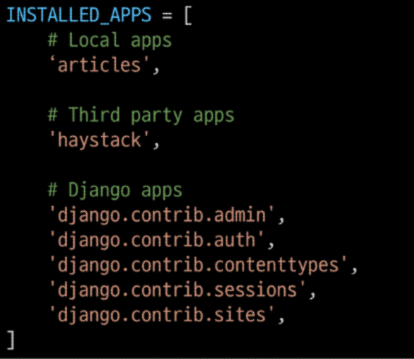 INSTALLED_APPS = [
    # Local apps
    ‘articles',

    # Third party apps
    'haystack',

    # Django apps
    'django.contrib.admin',
    'django.contrib.auth',
    'django.contrib.contenttypes',
    'django.contrib.sessions',
    'django.contrib.sites',
]